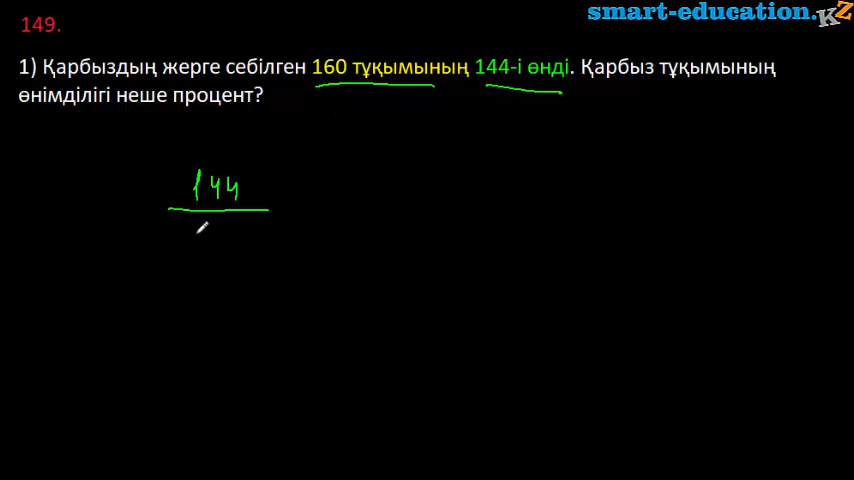 smart-education.KZ
149.
1) Қарбыздың жерге себілген 160 тұқымының 144-і өнді. Қарбыз тұқымының
өнімділігі неше процент?
144